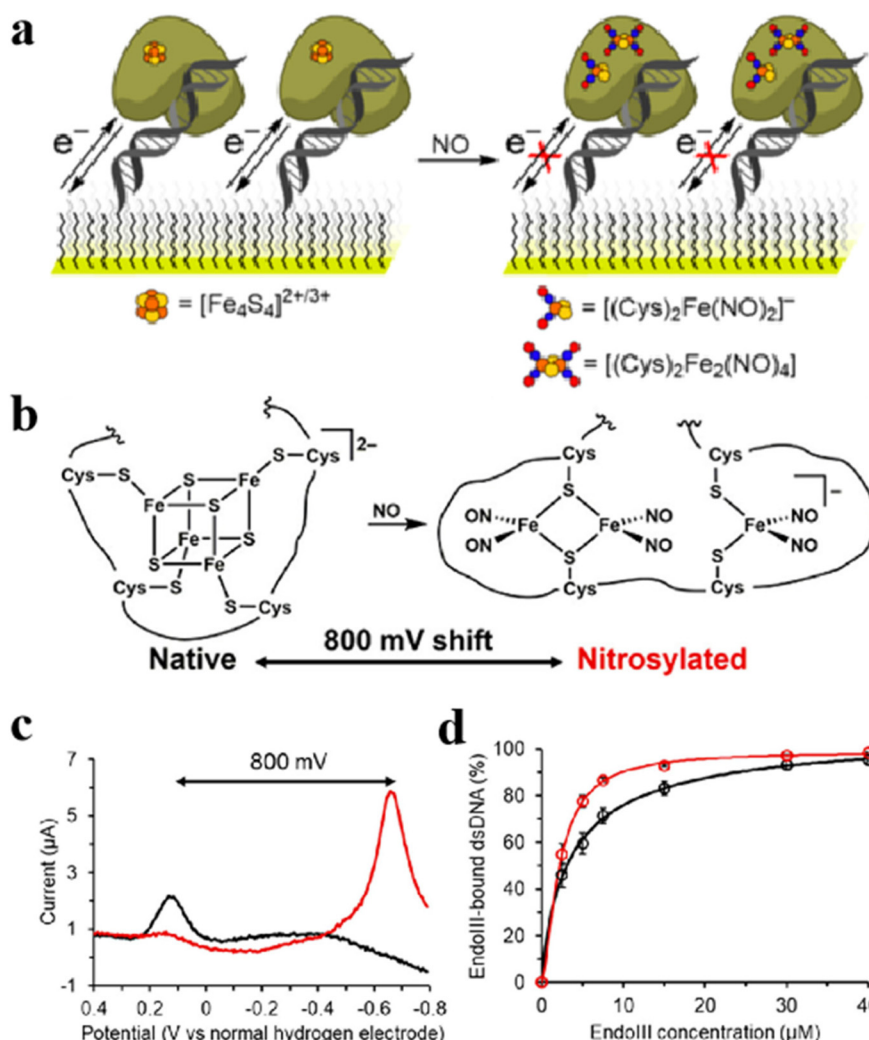 a
e⁻ e⁻ NO e⁻ e⁻
= [Fe₄S₄]²⁺/³⁺
= [(Cys)₂Fe(NO)₂]⁻
= [(Cys)₂Fe₂(NO)₄]
b
Cys S S Fe S Cys 2−
Fe S
Fe S
S Fe
Cys S S Cys
NO
Cys Cys
S S
ON Fe Fe NO Fe NO −
ON NO NO
S S
Cys Cys
800 mV shift
Native Nitrosylated
c
800 mV
7
5
3
1
-1
Current (μA)
0.4 0.2 0 -0.2 -0.4 -0.6 -0.8
Potential (V vs normal hydrogen electrode)
d
100
80
60
40
20
0
EndoIII-bound dsDNA (%)
0 10 20 30 40
EndoIII concentration (μM)